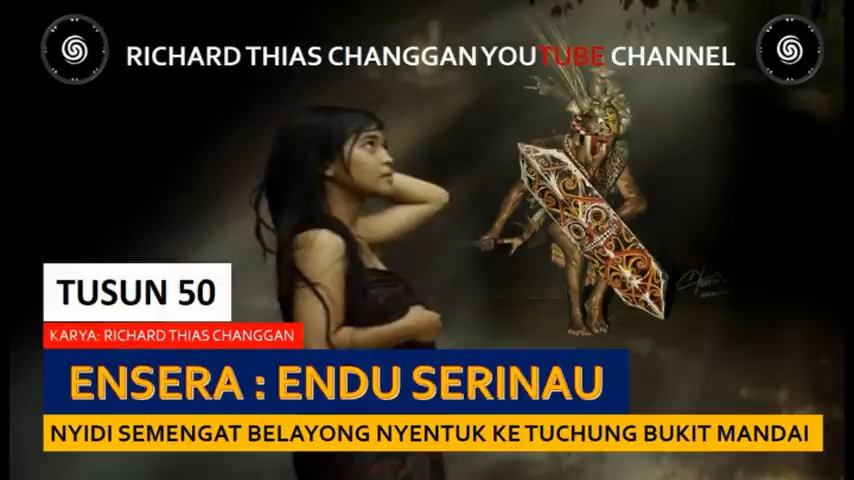 RICHARD THIAS CHANGGAN YOUTUBE CHANNEL
TUSUN 50
KARYA: RICHARD THIAS CHANGGAN
ENSERA : ENDU SERINAU
NYIDI SEMENGAT BELAYONG NYENTUK KE TUCHUNG BUKIT MANDAI